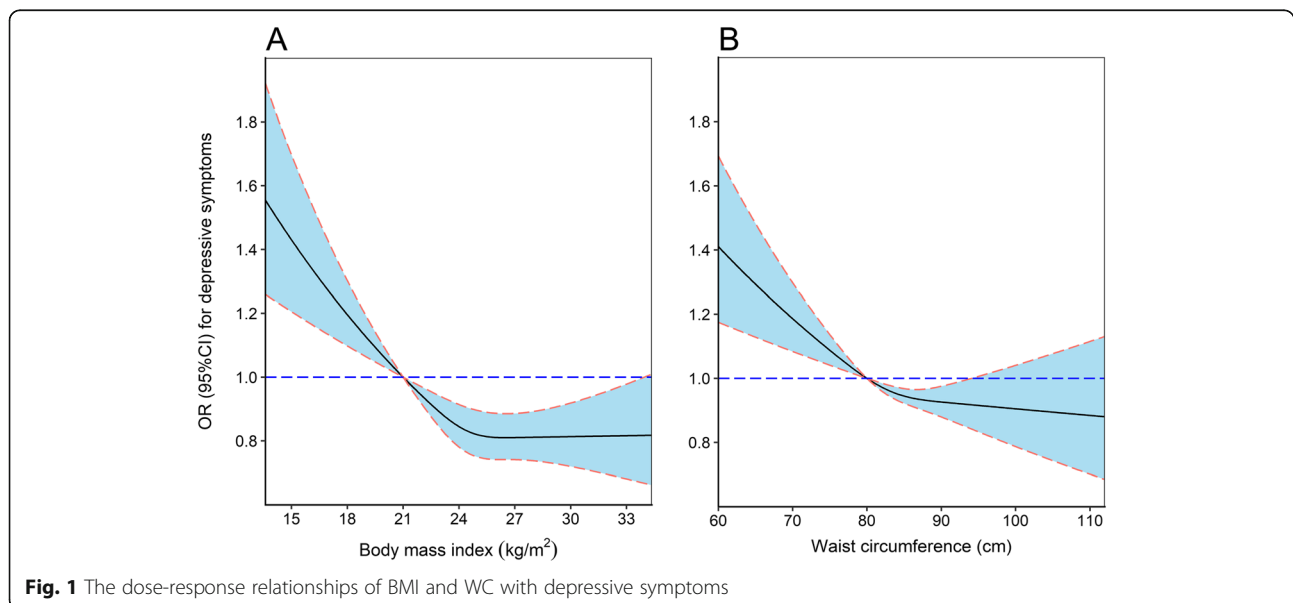 A
B
OR (95%CI) for depressive symptoms
1.8
1.6
1.4
1.2
1.0
0.8
15 18 21 24 27 30 33
Body mass index (kg/m²)
1.8
1.6
1.4
1.2
1.0
0.8
60 70 80 90 100 110
Waist circumference (cm)
Fig. 1 The dose-response relationships of BMI and WC with depressive symptoms